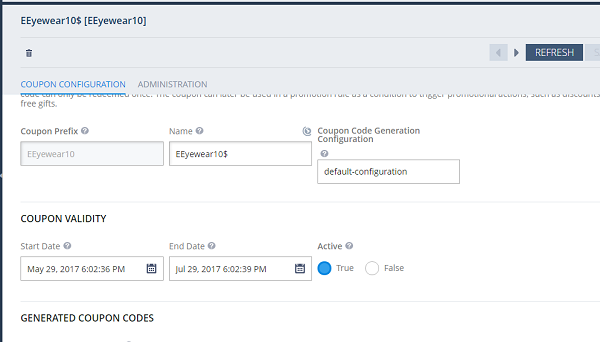 EEyewear10$ [EEyewear10]
REFRESH
COUPON CONFIGURATION ADMINISTRATION
code can only be redeemed once. The coupon can later be used in a promotion rule as a condition to trigger promotional actions, such as discounts
free gifts.
Coupon Prefix Name Coupon Code Generation
Configuration
EEyewear10 EEyewear10$ default-configuration
COUPON VALIDITY
Start Date End Date Active
May 29, 2017 6:02:36 PM Jul 29, 2017 6:02:39 PM True False
GENERATED COUPON CODES